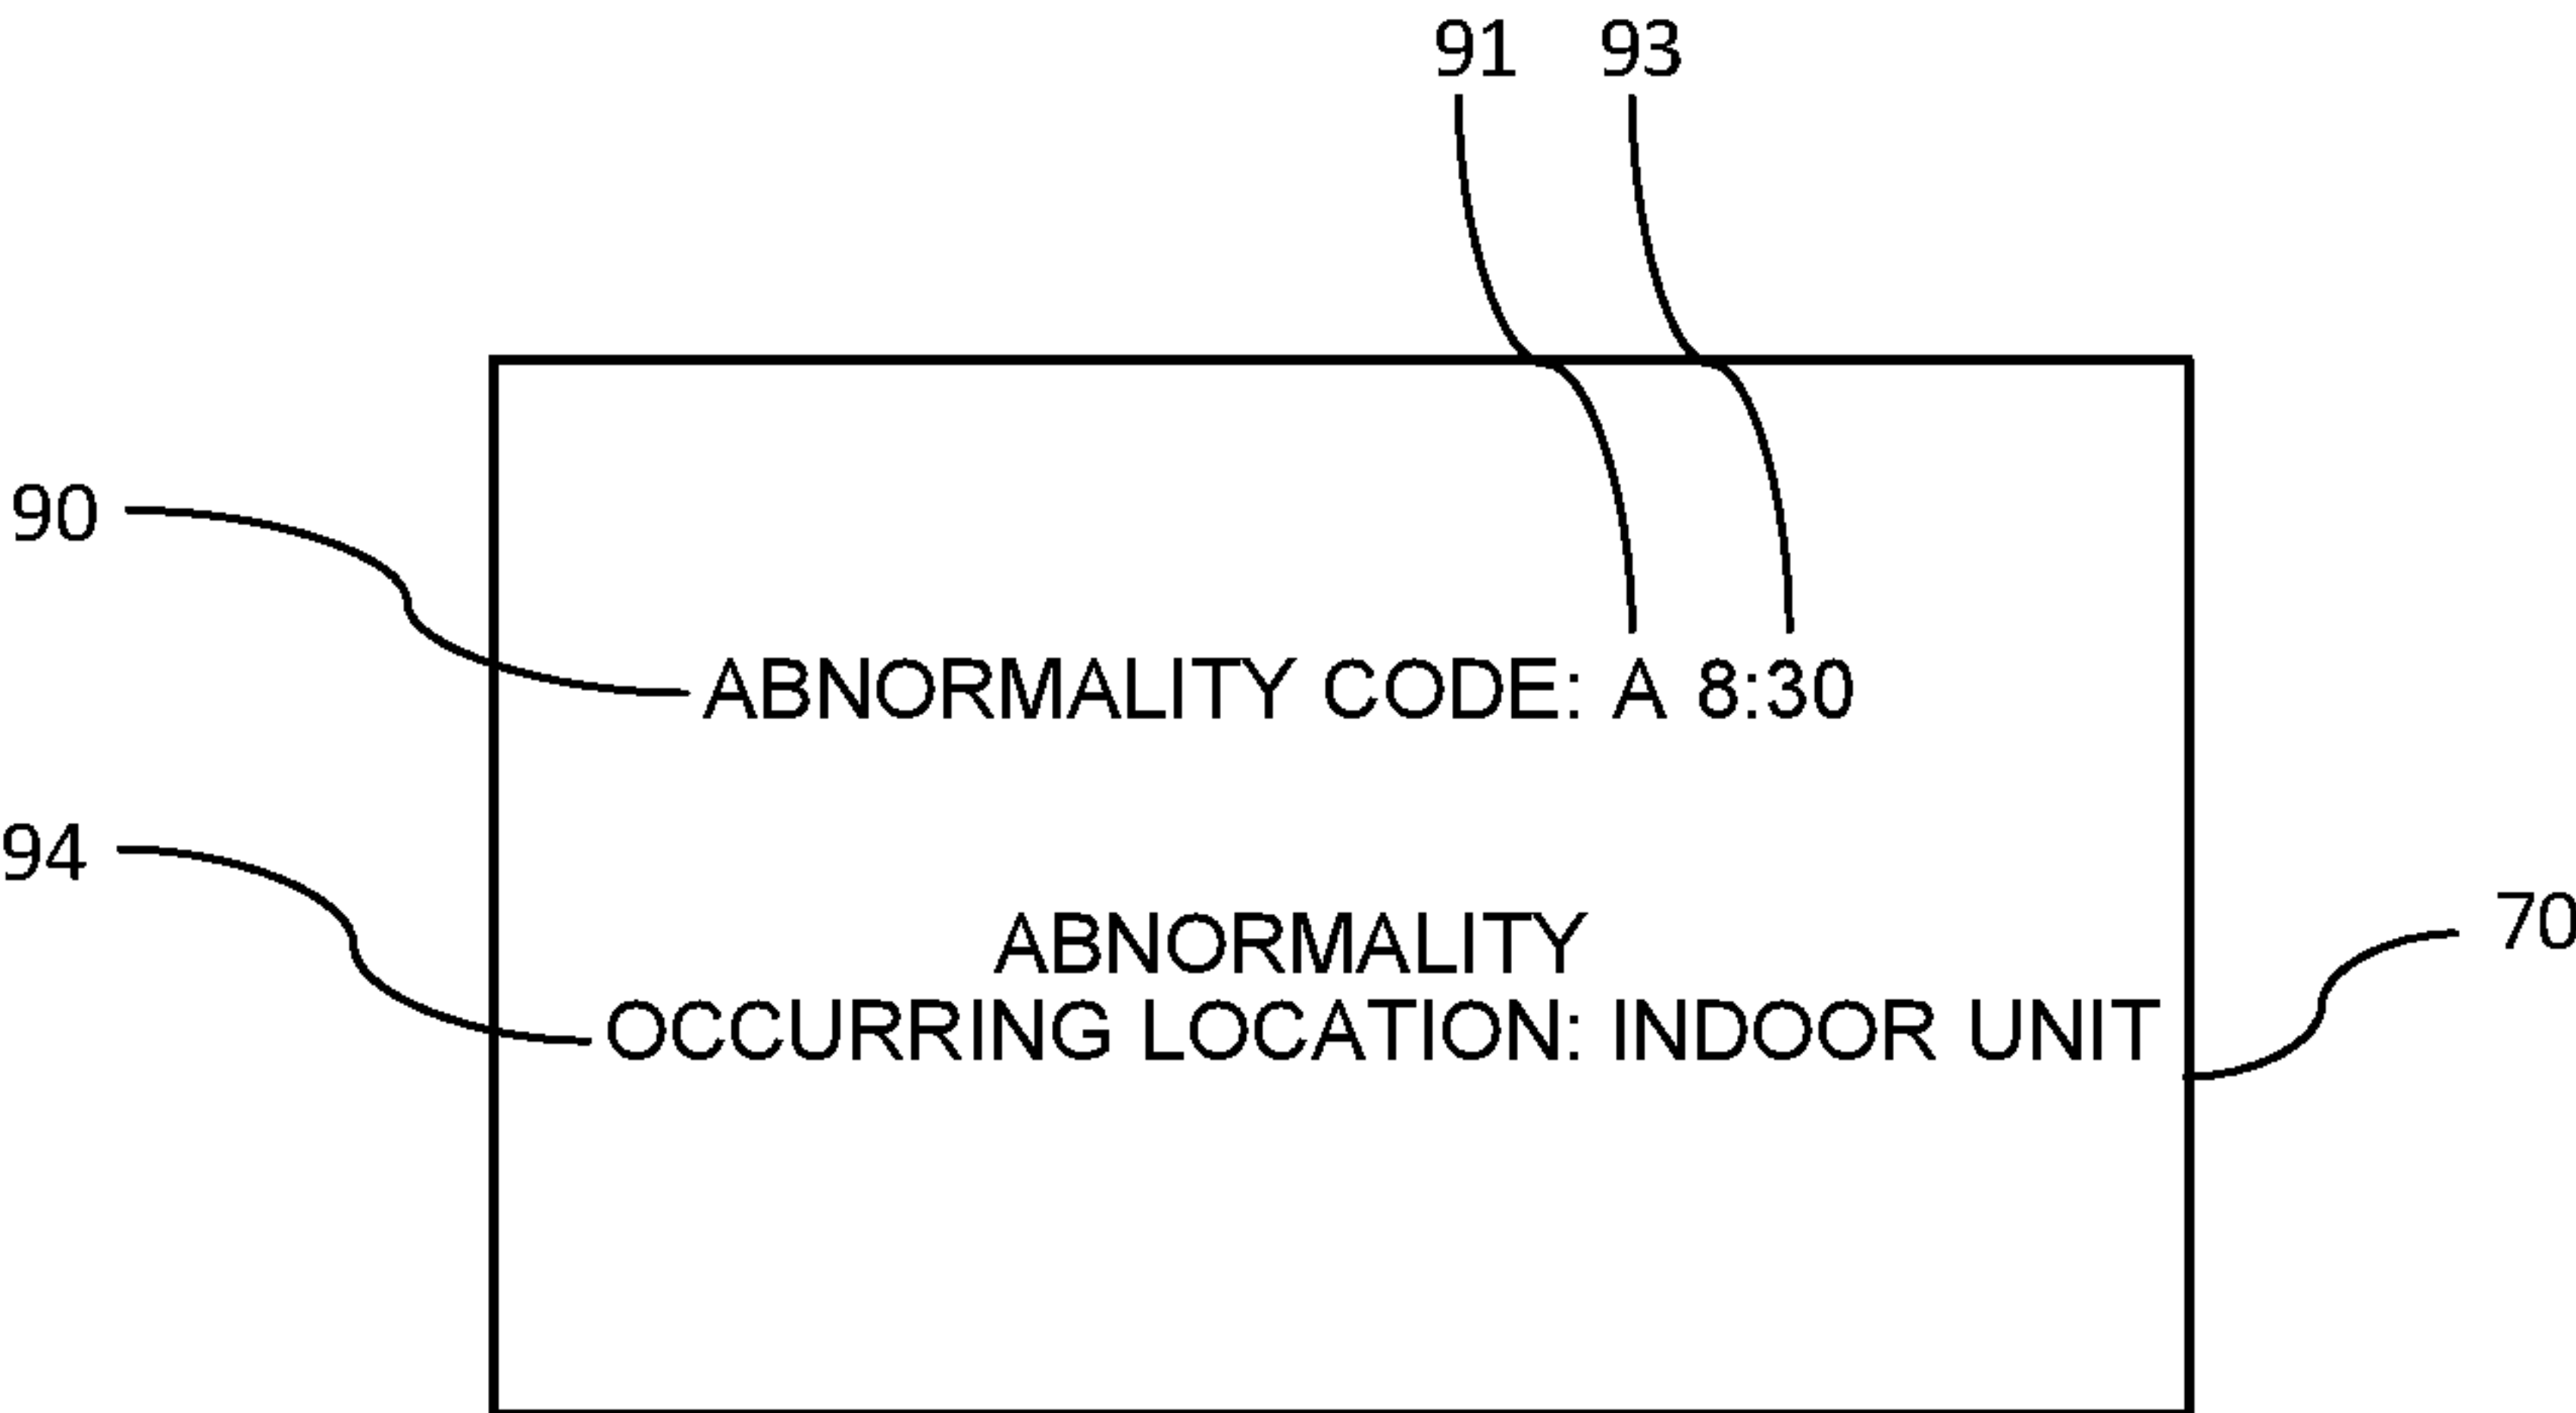 91 93
90
ABNORMALITY CODE: A 8:30
94
ABNORMALITY
70
OCCURRING LOCATION: INDOOR UNIT